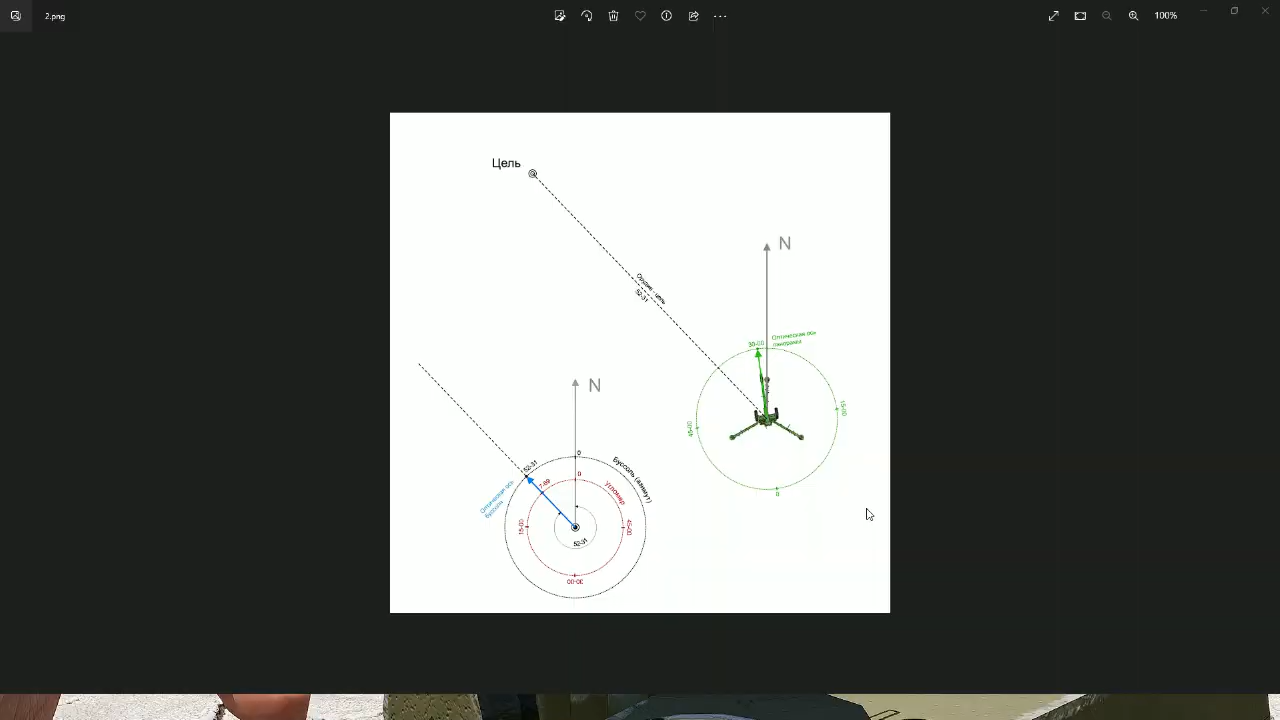 2.png
100%
Цель
N
Оптическая ось
панорамы
30-00
Орудие - цель
52-31
15-00
45-00
0
N
52-31
0
Буссоль (азимут)
Оптическая ось
буссоли
7-69
0
Угломер
15-00
45-00
52-31
30-00